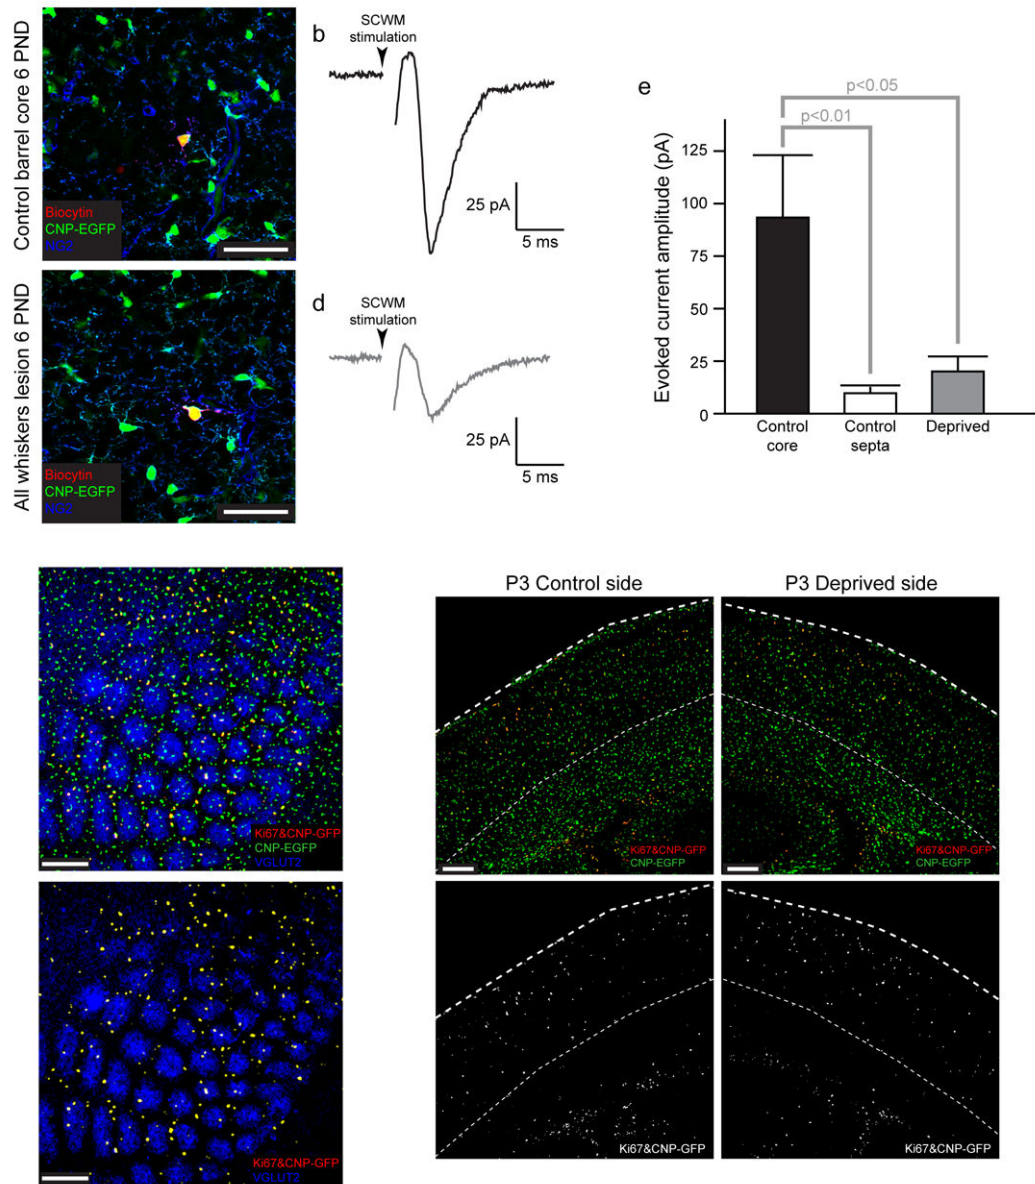 Control barrel core 6 PND
Biocytin
CNP-EGFP
NG2
b
SCWM
stimulation
25 pA
5 ms
All whiskers lesion 6 PND
Biocytin
CNP-EGFP
NG2
d
SCWM
stimulation
25 pA
5 ms
e
p<0.05
p<0.01
Evoked current amplitude (pA)
125
100
75
50
25
0
Control
core
Control
septa
Deprived
Ki67&CNP-GFP
CNP-EGFP
VGLUT2
Ki67&CNP-GFP
VGLUT2
P3 Control side
P3 Deprived side
Ki67&CNP-GFP
CNP-EGFP
Ki67&CNP-GFP
CNP-EGFP
Ki67&CNP-GFP
Ki67&CNP-GFP